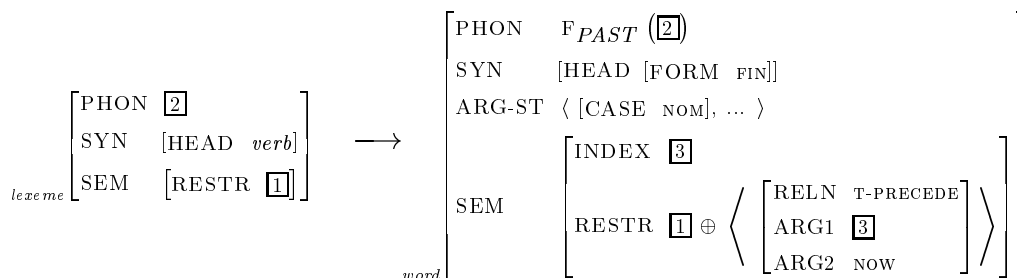 PHON F_PAST (2)
SYN [HEAD [FORM FIN]]
PHON 2
ARG-ST ⟨ [CASE NOM], ... ⟩
SYN [HEAD verb]
⟶
INDEX 3
lexeme
SEM [RESTR 1]
SEM
RELN T-PRECEDE
RESTR 1 ⊕ ⟨ ARG1 3 ⟩
ARG2 NOW
word